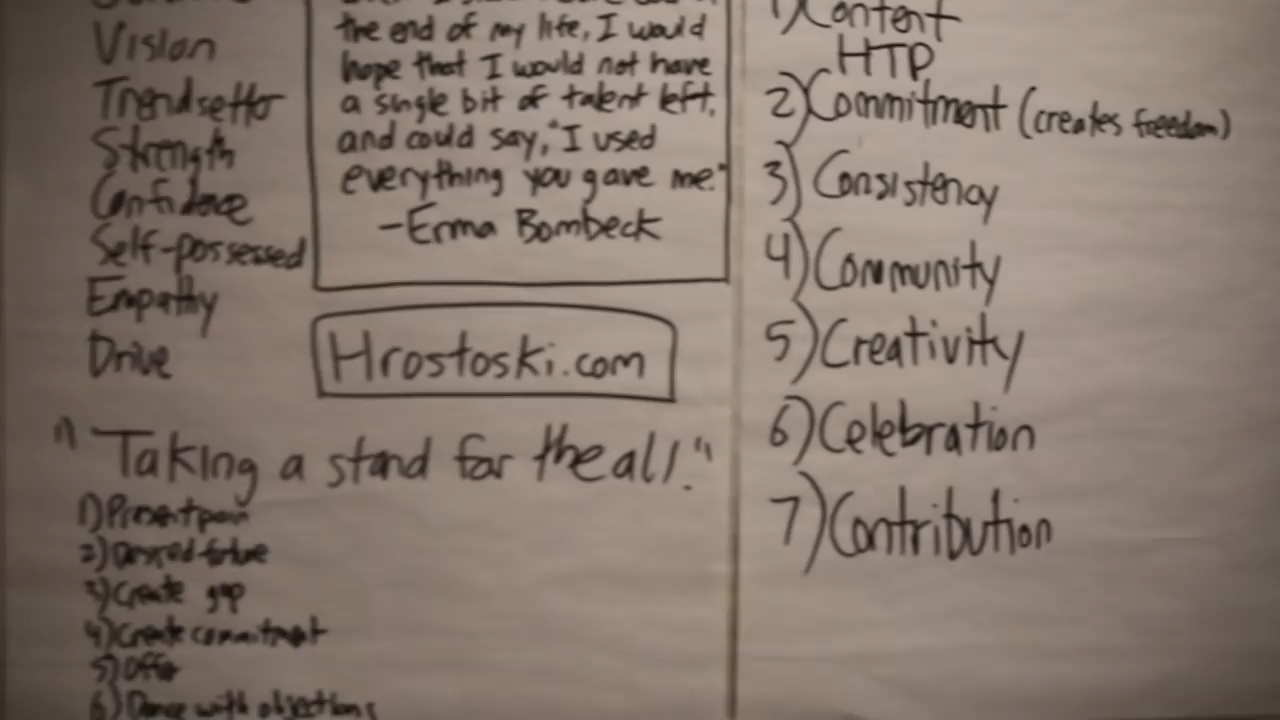 Vision
Trendsetter
Strength
Confidence
Self-possessed
Empathy
Drive
the end of my life, I would
hope that I would not have
a single bit of talent left,
and could say, "I used
everything you gave me."
-Erma Bombeck
Hrostoski.com
"Taking a stand for the all!"
1) Present pain
2) Desired future
3) Create gap
4) Create commitment
5) Offer
6) Dance with objections
1) Content
HTP
2) Commitment (creates freedom)
3) Consistency
4) Community
5) Creativity
6) Celebration
7) Contribution